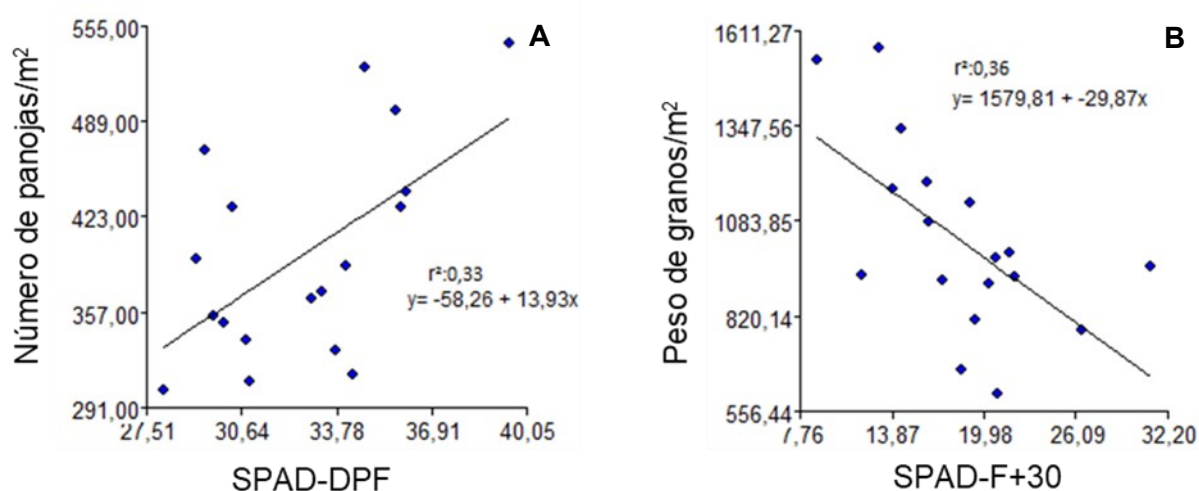 A
Número de panojas/m²
555,00
489,00
423,00
357,00
291,00
r²:0,33
y= -58,26 + 13,93x
27,51 30,64 33,78 36,91 40,05
SPAD-DPF
B
Peso de granos/m²
1611,27
1347,56
1083,85
820,14
556,44
r²:0,36
y= 1579,81 + -29,87x
7,76 13,87 19,98 26,09 32,20
SPAD-F+30